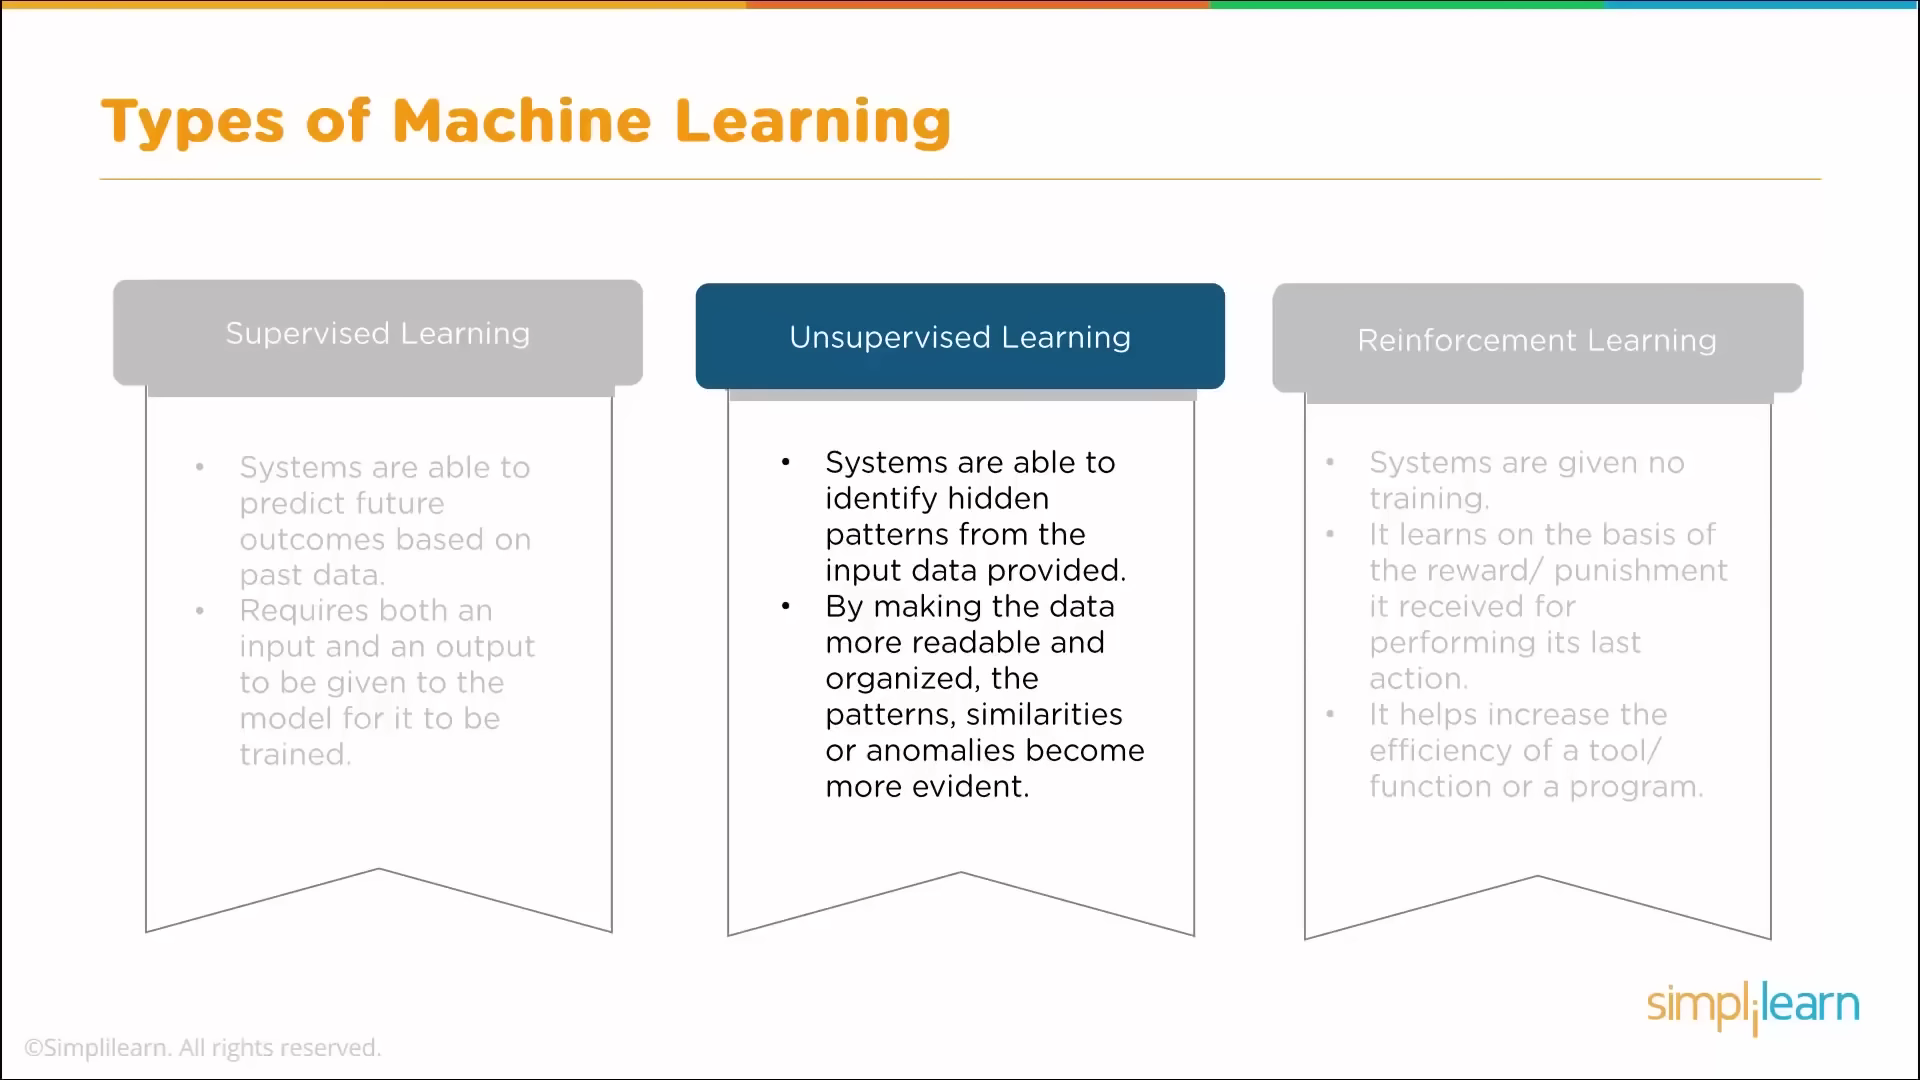 Types of Machine Learning
Supervised Learning
• Systems are able to
predict future
outcomes based on
past data.
• Requires both an
input and an output
to be given to the
model for it to be
trained.
Unsupervised Learning
• Systems are able to
identify hidden
patterns from the
input data provided.
• By making the data
more readable and
organized, the
patterns, similarities
or anomalies become
more evident.
Reinforcement Learning
• Systems are given no
training.
• It learns on the basis of
the reward/ punishment
it received for
performing its last
action.
• It helps increase the
efficiency of a tool/
function or a program.
simplilearn
©Simplilearn. All rights reserved.